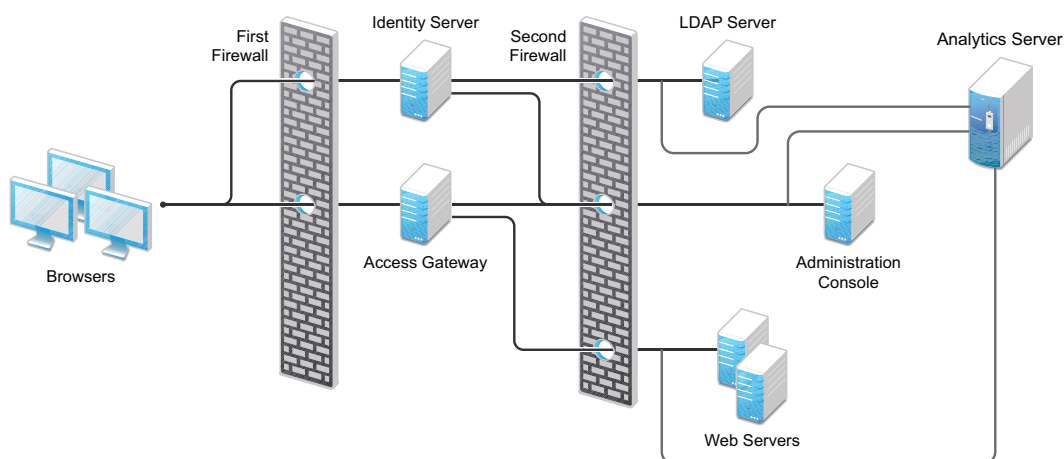 Identity Server
LDAP Server
First
Firewall
Second
Firewall
Analytics Server
Browsers
Access Gateway
Administration
Console
Web Servers